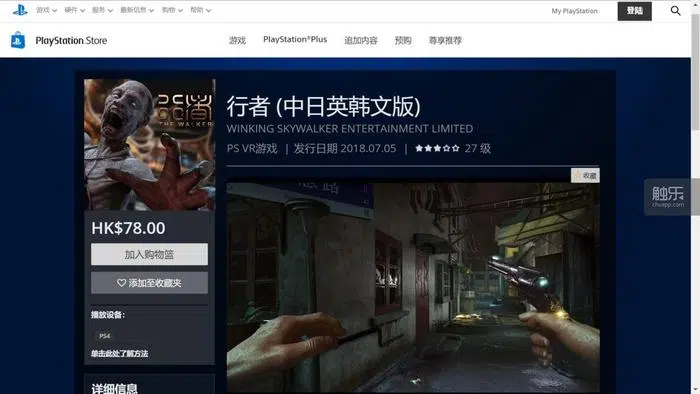 游戏 硬件 服务 最新信息 购物 帮助 My PlayStation 登陆
PlayStation Store 游戏 PlayStation®Plus 追加内容 预购 尊享推荐
行者 (中日英韩文版)
WINKING SKYWALKER ENTERTAINMENT LIMITED
PS VR游戏 | 发行日期 2018.07.05 | ★★★☆☆ 27 级
THE WALKER
收藏
触乐
chuapp.com
HK$78.00
加入购物篮
添加至收藏夹
播放设备:
PS4
单击此处了解方法
详细信息